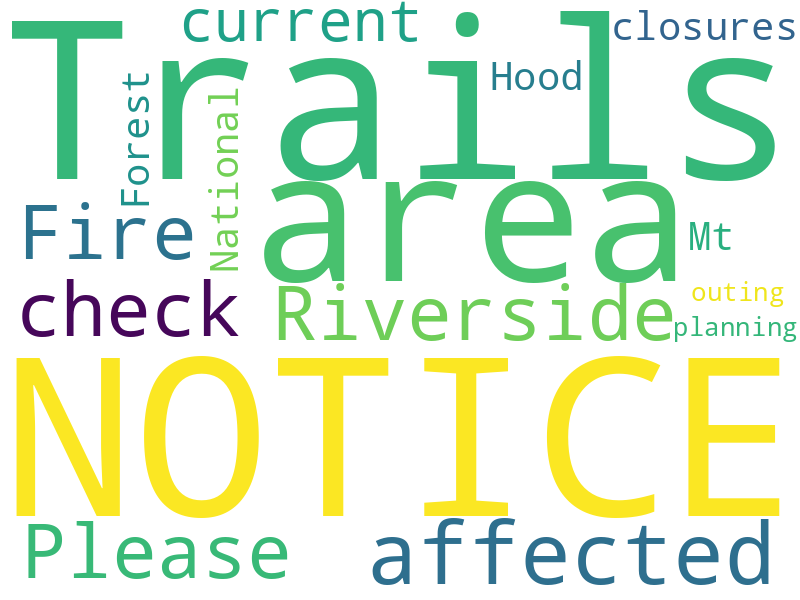 current
closures
Trails
Hood
Forest
National
area
Fire
Mt
check
Riverside
outing
planning
NOTICE
Please
affected